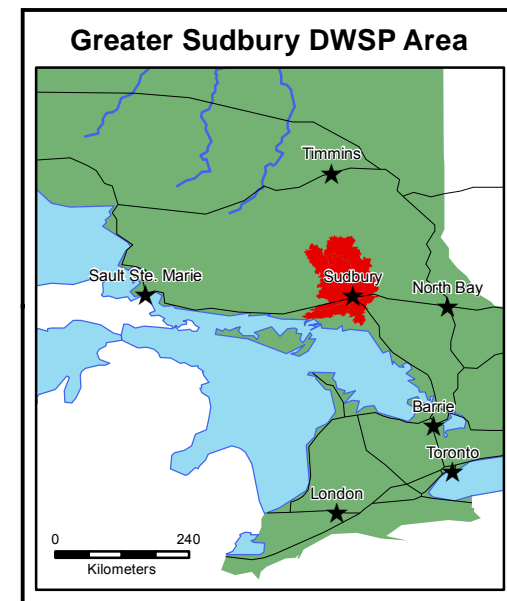 Greater Sudbury DWSP Area
Timmins
Sudbury
Sault Ste. Marie
North Bay
Barrie
Toronto
London
0 240
Kilometers